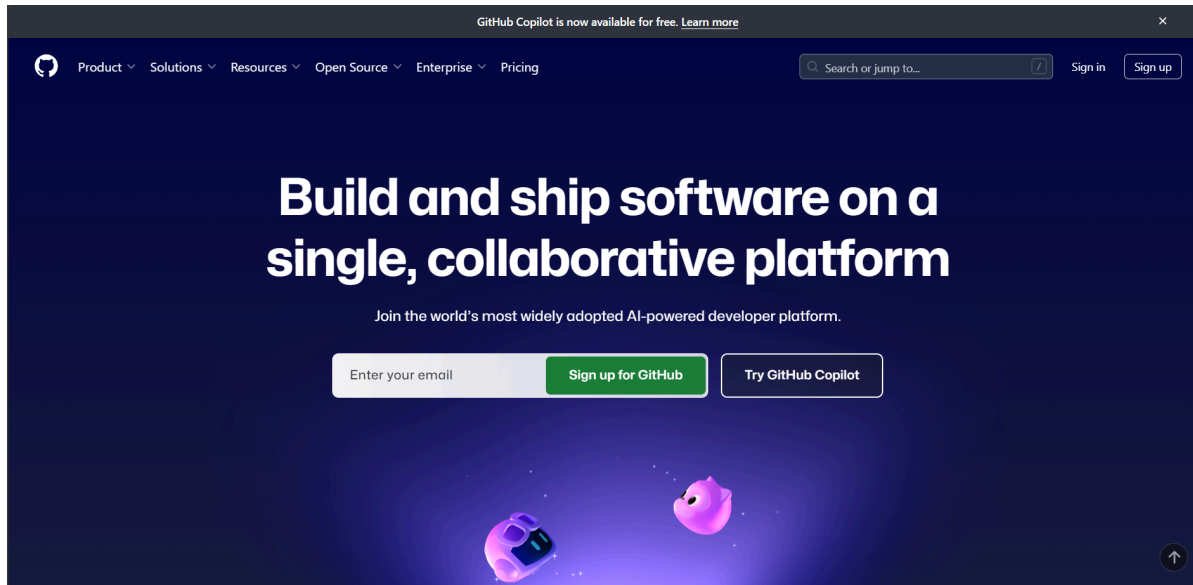 GitHub Copilot is now available for free. Learn more
Product Solutions Resources Open Source Enterprise Pricing Search or jump to... / Sign in Sign up
Build and ship software on a
single, collaborative platform
Join the world's most widely adopted AI-powered developer platform.
Enter your email Sign up for GitHub Try GitHub Copilot